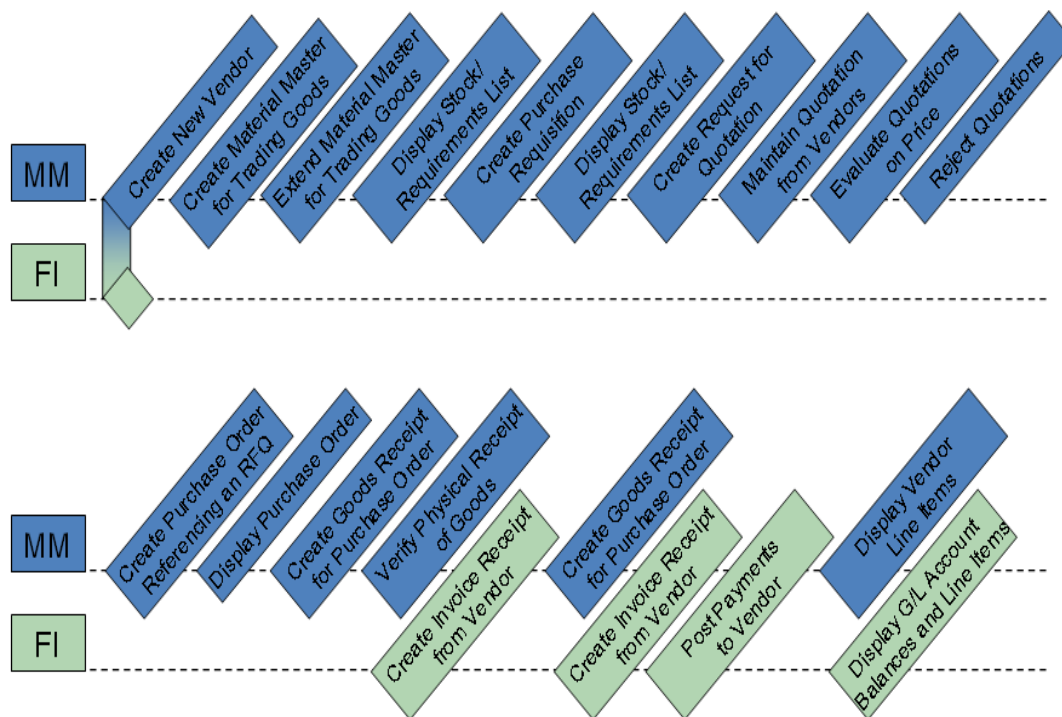 MM
Create New Vendor
Create Material Master
for Trading Goods
Extend Material Master
for Trading Goods
Display Stock/
Requirements List
Create Purchase
Requisition
Display Stock/
Requirements List
Create Request for
Quotation
Maintain Quotation
from Vendors
Evaluate Quotations
on Price
Reject Quotations
FI
MM
Create Purchase Order
Referencing an RFQ
Display Purchase Order
Create Goods Receipt
for Purchase Order
Verify Physical Receipt
of Goods
Create Goods Receipt
for Purchase Order
Display Vendor
Line Items
FI
Create Invoice Receipt
from Vendor
Create Invoice Receipt
from Vendor
Post Payments
to Vendor
Display G/L Account
Balances and Line Items